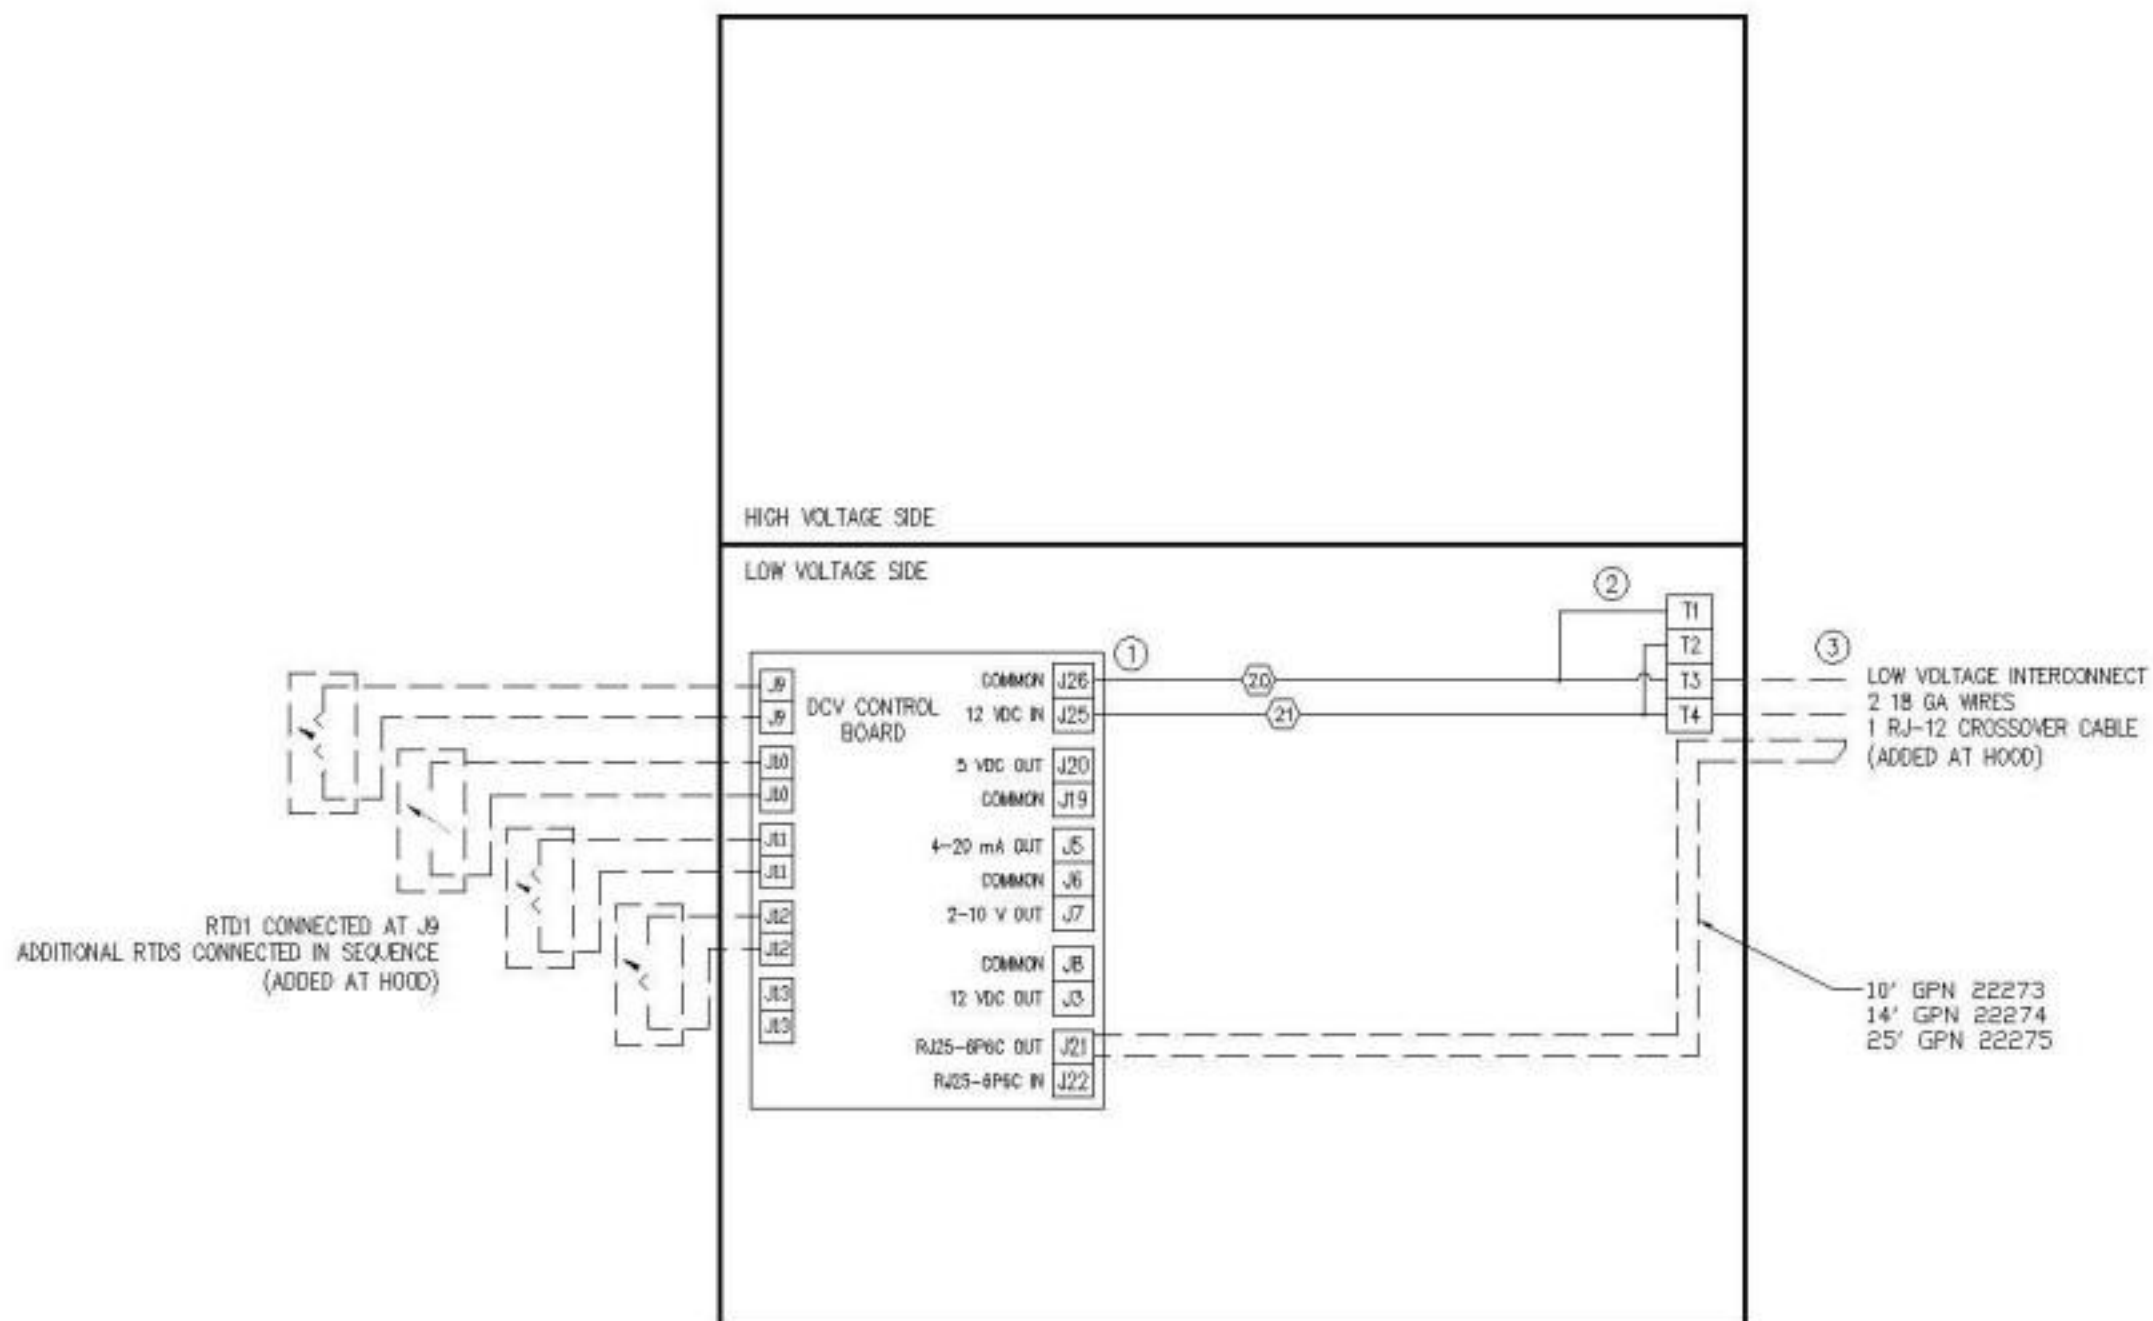 HIGH VOLTAGE SIDE
LOW VOLTAGE SIDE
2
T1
T2
T3
T4
1
3
LOW VOLTAGE INTERCONNECT
2 18 GA WIRES
1 RJ-12 CROSSOVER CABLE
(ADDED AT HOOD)
DCV CONTROL
BOARD
J9
J9
J10
J10
J11
J11
J12
J12
J13
J13
COMMON J26
12 VDC IN J25
5 VDC OUT J20
COMMON J19
4-20 mA OUT J5
COMMON J6
2-10 V OUT J7
COMMON J8
12 VDC OUT J3
RJ25-6P6C OUT J21
RJ25-6P6C IN J22
20
21
RTD1 CONNECTED AT J9
ADDITIONAL RTDS CONNECTED IN SEQUENCE
(ADDED AT HOOD)
10' GPN 22273
14' GPN 22274
25' GPN 22275